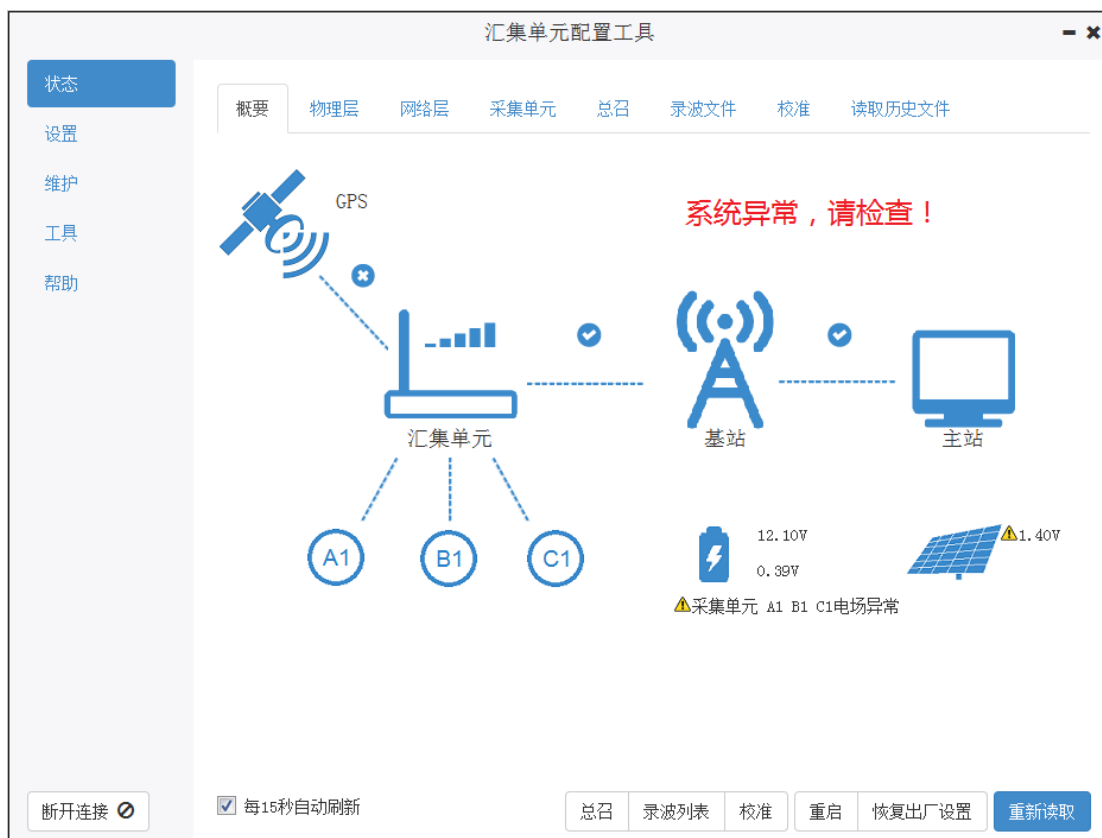 汇集单元配置工具
状态
设置
维护
工具
帮助
概要 物理层 网络层 采集单元 总召 录波文件 校准 读取历史文件
GPS
系统异常，请检查！
汇集单元
基站
主站
A1 B1 C1
12.10V
0.39V
1.40V
采集单元 A1 B1 C1电场异常
断开连接
每15秒自动刷新
总召 录波列表 校准 重启 恢复出厂设置 重新读取